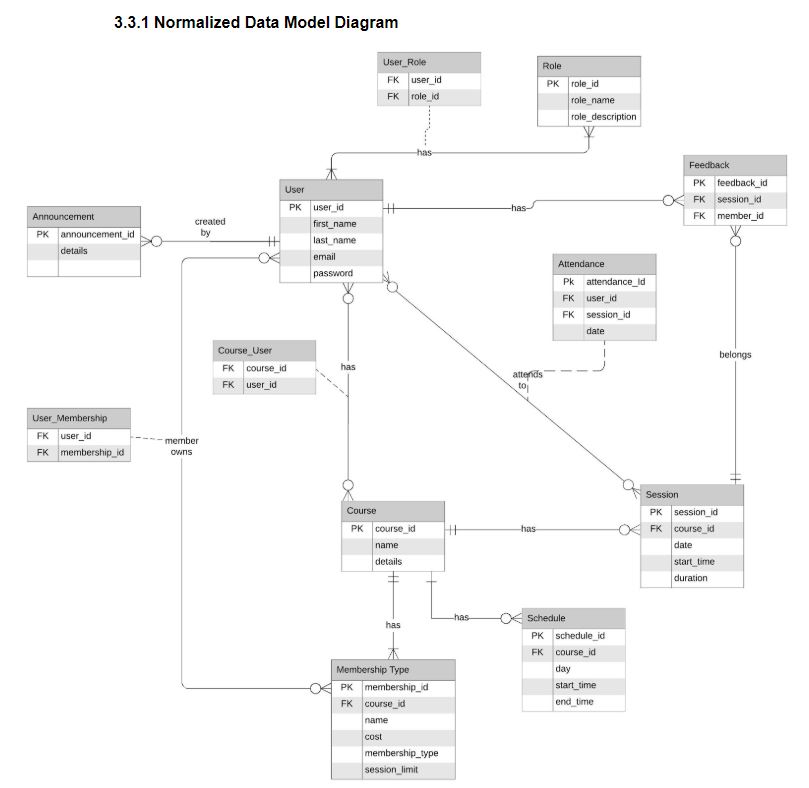 3.3.1 Normalized Data Model Diagram
User_Role
FK user_id
FK role_id
Role
PK role_id
role_name
role_description
has
Feedback
PK feedback_id
FK session_id
FK member_id
User
PK user_id
first_name
last_name
email
password
has
Announcement
PK announcement_id
details
created
by
Attendance
Pk attendance_Id
FK user_id
FK session_id
date
belongs
attends
to
Course_User
FK course_id
FK user_id
has
User_Membership
FK user_id
FK membership_id
member
owns
Session
PK session_id
FK course_id
date
start_time
duration
Course
PK course_id
name
details
has
has
has
Schedule
PK schedule_id
FK course_id
day
start_time
end_time
Membership Type
PK membership_id
FK course_id
name
cost
membership_type
session_limit